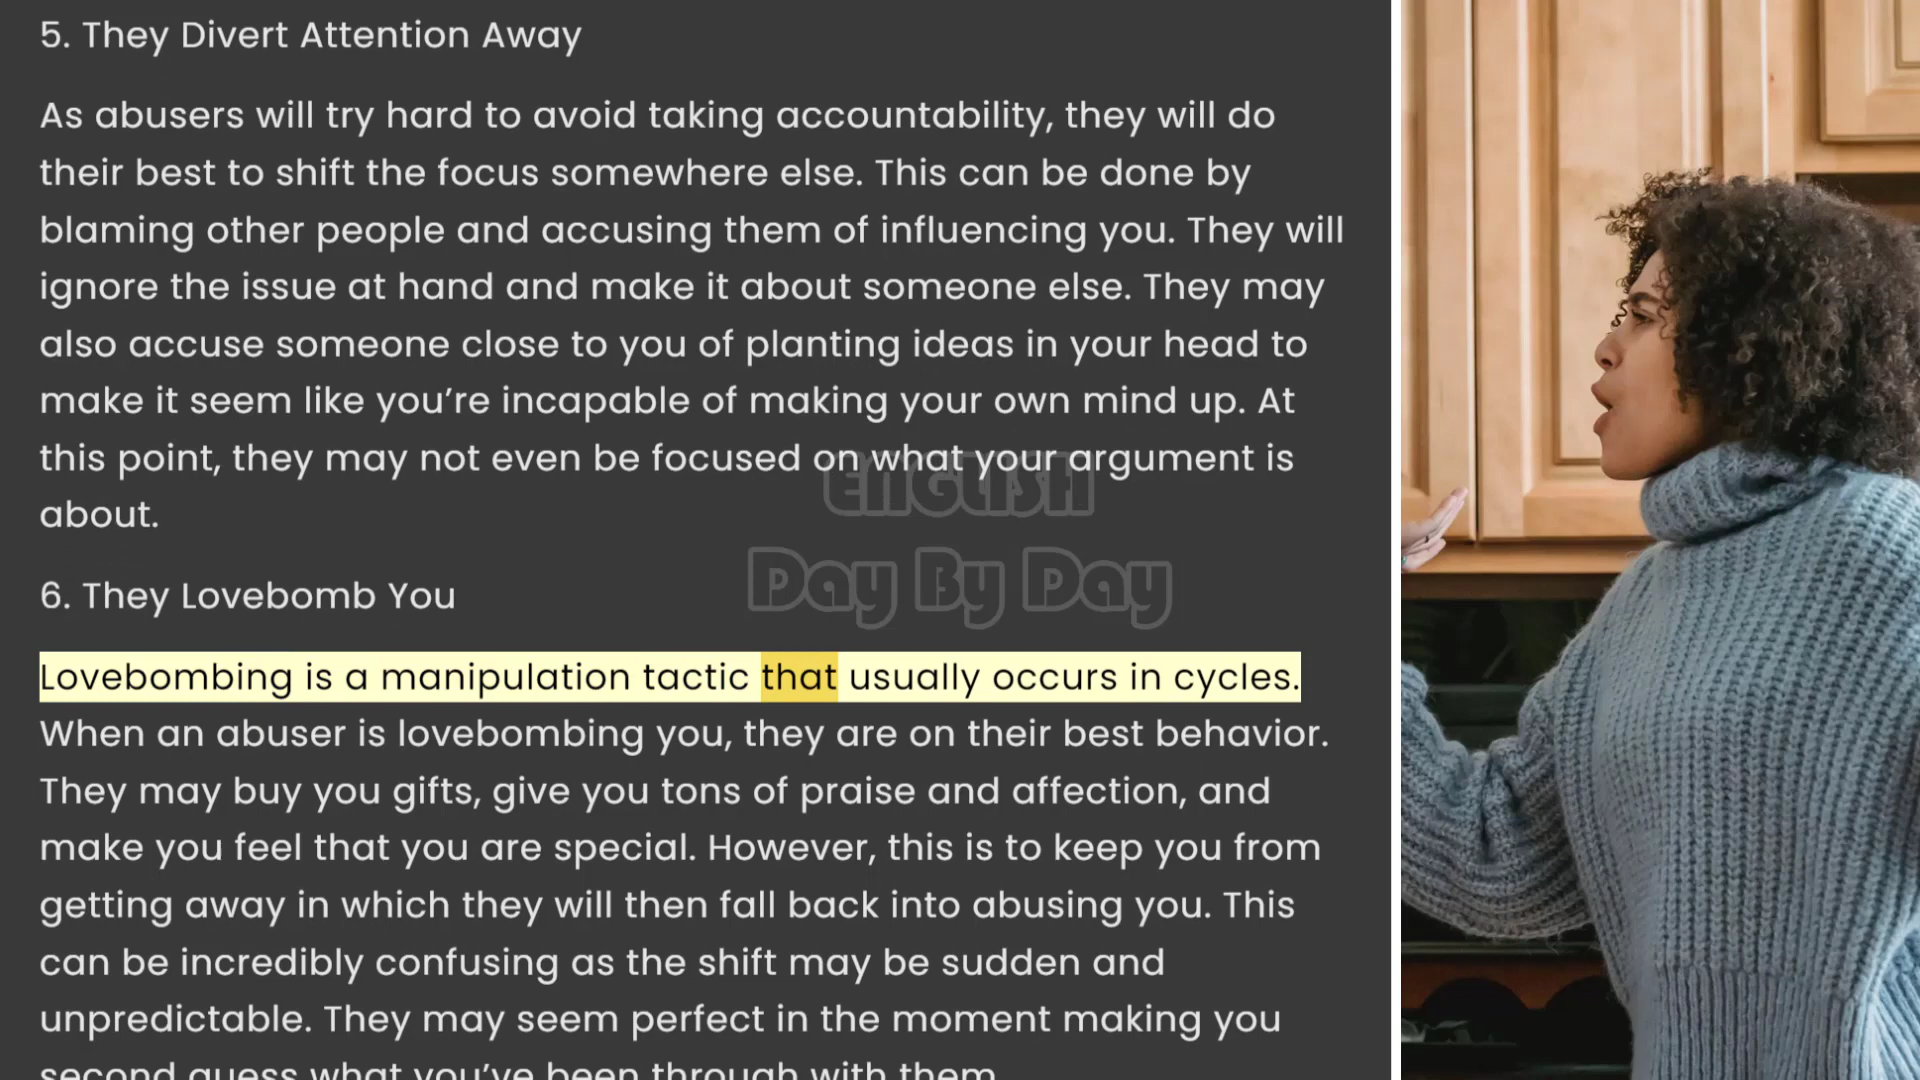 5. They Divert Attention Away
As abusers will try hard to avoid taking accountability, they will do
their best to shift the focus somewhere else. This can be done by
blaming other people and accusing them of influencing you. They will
ignore the issue at hand and make it about someone else. They may
also accuse someone close to you of planting ideas in your head to
make it seem like you’re incapable of making your own mind up. At
this point, they may not even be focused on what your argument is
about.
ENGLISH
Day By Day
6. They Lovebomb You
Lovebombing is a manipulation tactic that usually occurs in cycles.
When an abuser is lovebombing you, they are on their best behavior.
They may buy you gifts, give you tons of praise and affection, and
make you feel that you are special. However, this is to keep you from
getting away in which they will then fall back into abusing you. This
can be incredibly confusing as the shift may be sudden and
unpredictable. They may seem perfect in the moment making you
second guess what you’ve been through with them.